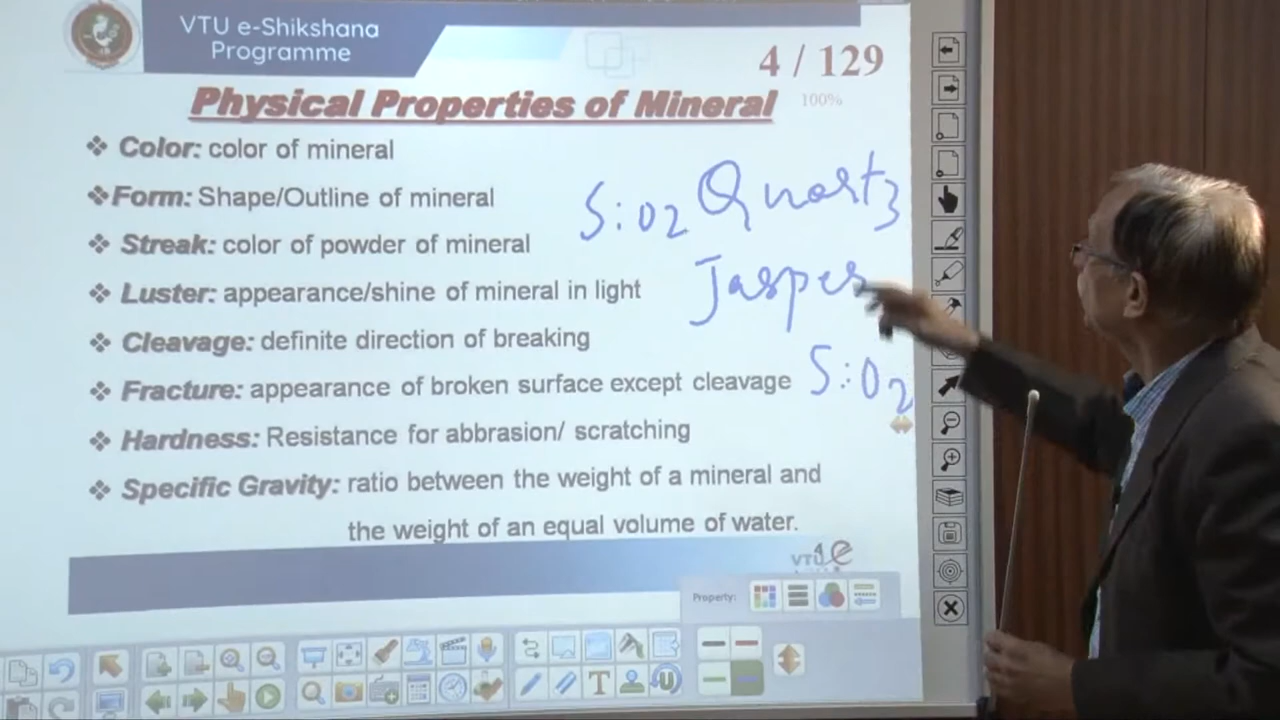 VTU e-Shikshana
Programme
4 / 129
100%
Physical Properties of Mineral
❖ Color: color of mineral
❖ Form: Shape/Outline of mineral
SiO2 Quartz
❖ Streak: color of powder of mineral
❖ Luster: appearance/shine of mineral in light
Jasper
❖ Cleavage: definite direction of breaking
❖ Fracture: appearance of broken surface except cleavage
SiO2
❖ Hardness: Resistance for abbrasion/ scratching
❖ Specific Gravity: ratio between the weight of a mineral and
the weight of an equal volume of water.
VTU
Property: